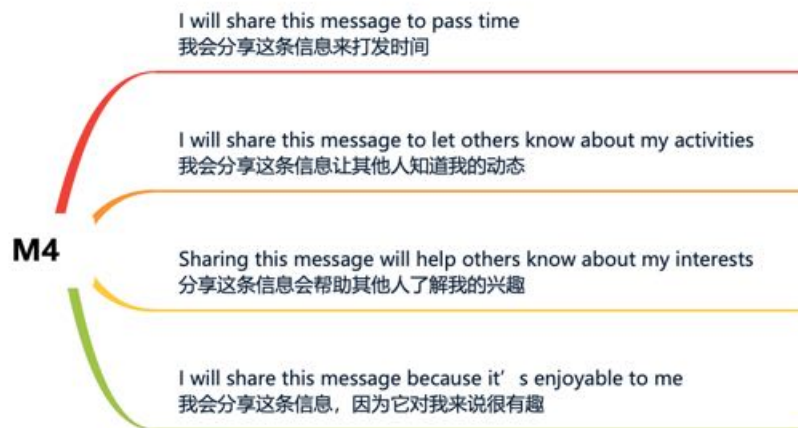 I will share this message to pass time
我会分享这条信息来打发时间
I will share this message to let others know about my activities
我会分享这条信息让其他人知道我的动态
M4
Sharing this message will help others know about my interests
分享这条信息会帮助其他人了解我的兴趣
I will share this message because it’s enjoyable to me
我会分享这条信息，因为它对我来说很有趣